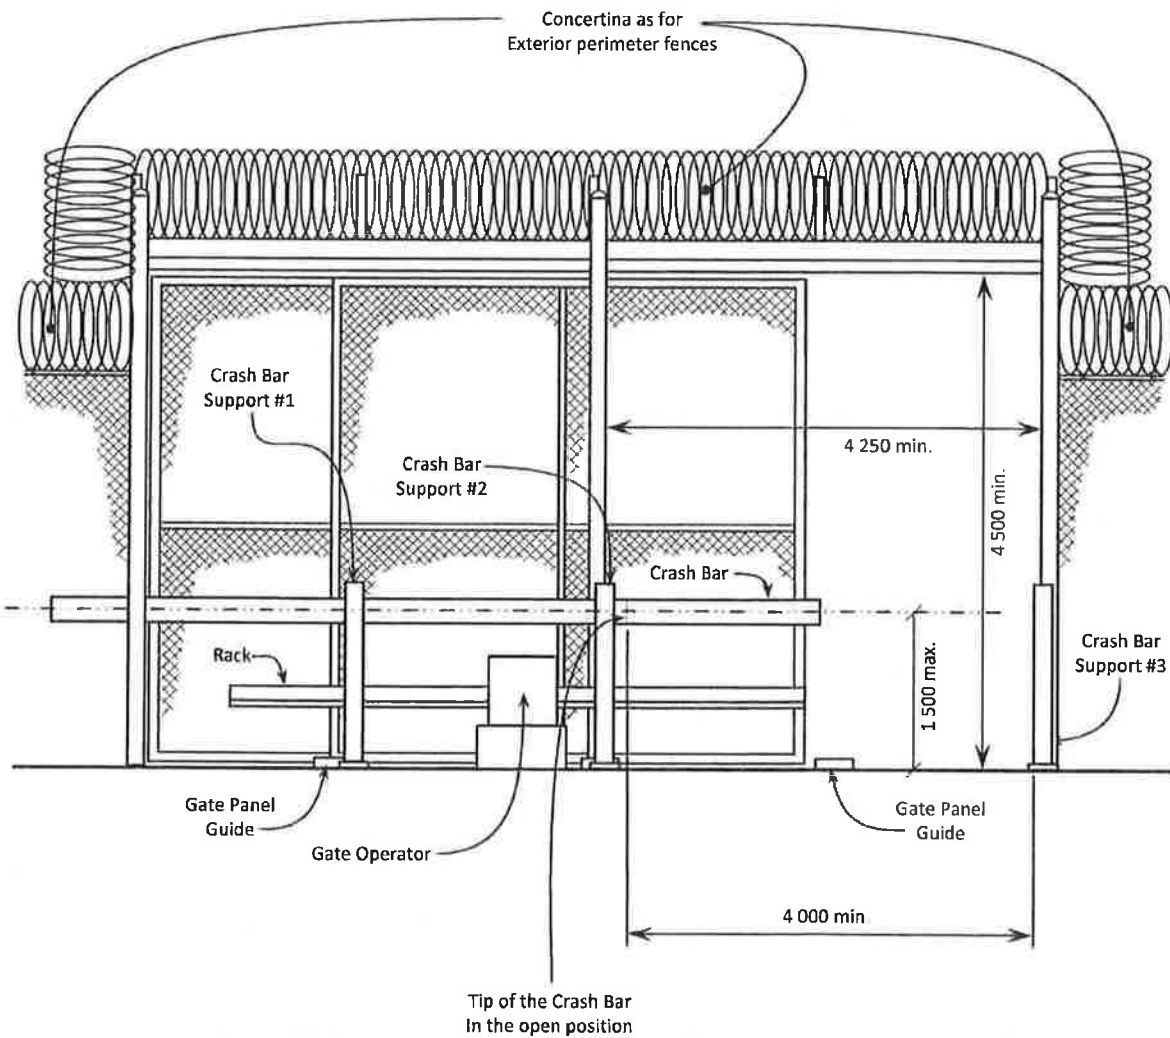 Concertina as for
Exterior perimeter fences
Crash Bar
Support #1
4 250 min.
Crash Bar
Support #2
4 500 min.
Crash Bar
Rack
1 500 max.
Crash Bar
Support #3
Gate Panel
Guide
Gate Panel
Guide
Gate Operator
4 000 min
Tip of the Crash Bar
In the open position